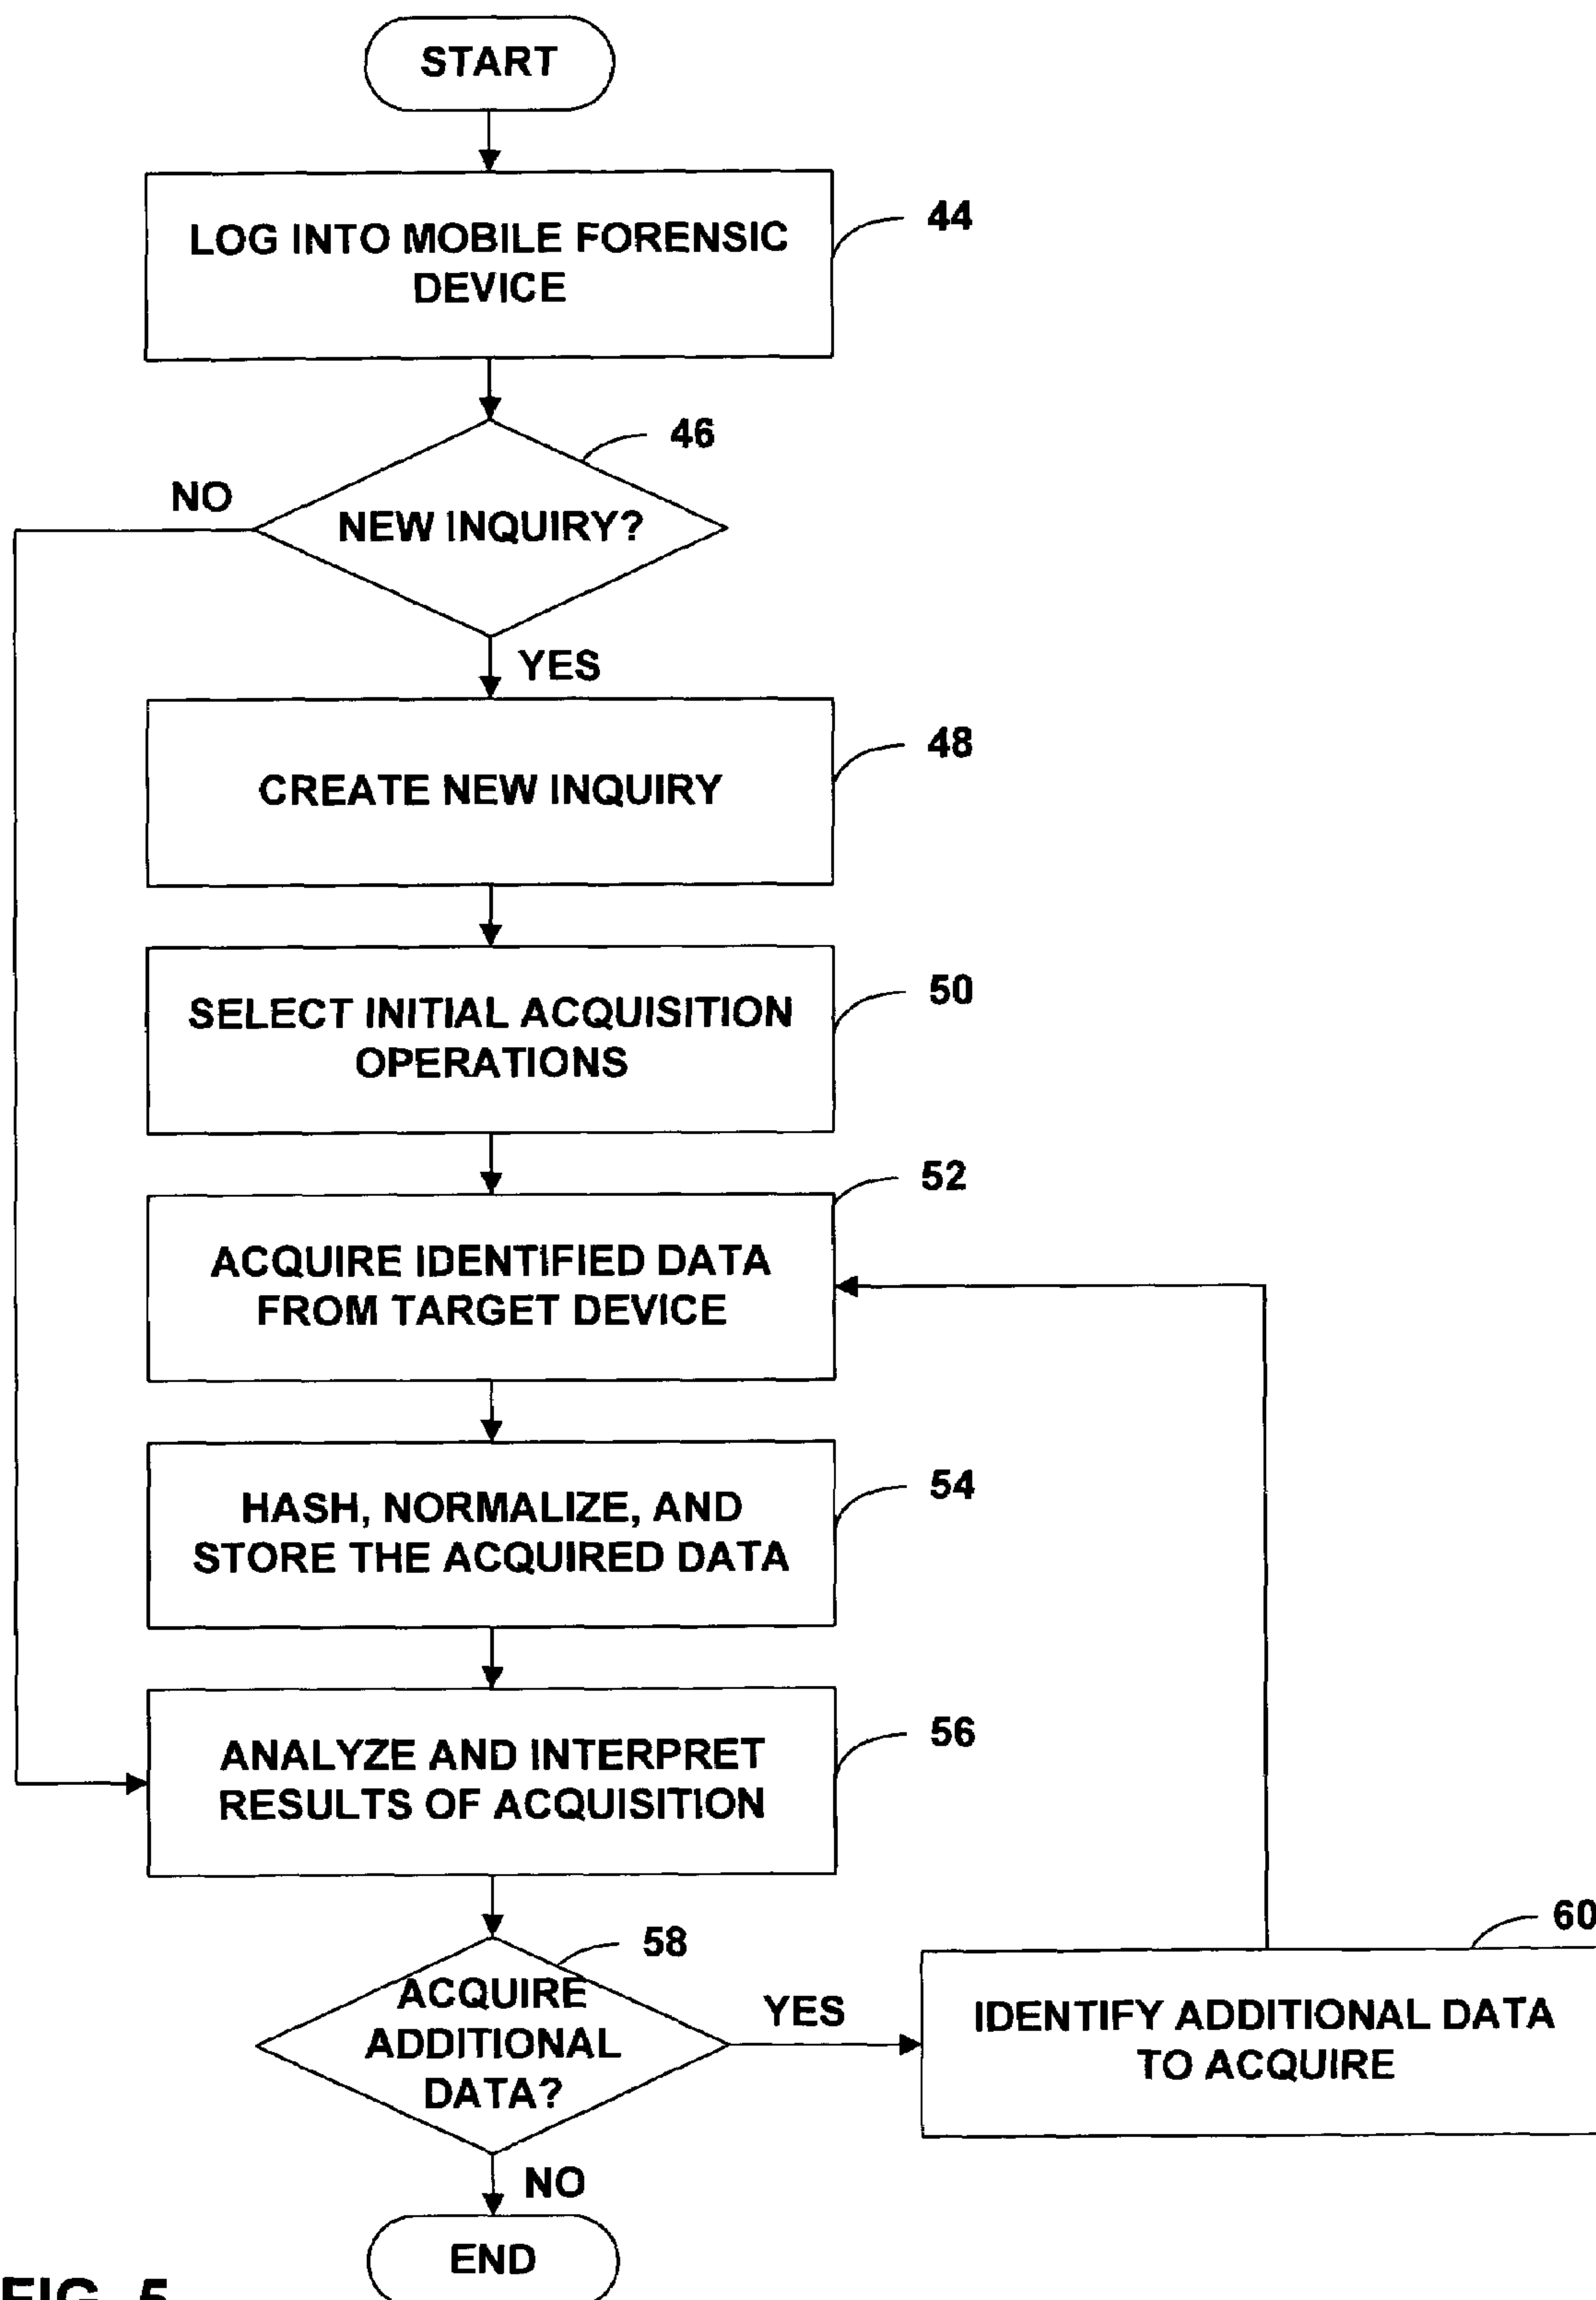 START
LOG INTO MOBILE FORENSIC
DEVICE
44
46
NO
NEW INQUIRY?
YES
CREATE NEW INQUIRY
48
SELECT INITIAL ACQUISITION
OPERATIONS
50
52
ACQUIRE IDENTIFIED DATA
FROM TARGET DEVICE
HASH, NORMALIZE, AND
STORE THE ACQUIRED DATA
54
ANALYZE AND INTERPRET
RESULTS OF ACQUISITION
56
58
ACQUIRE
ADDITIONAL
DATA?
YES
60
IDENTIFY ADDITIONAL DATA
TO ACQUIRE
NO
END
FIG. 5